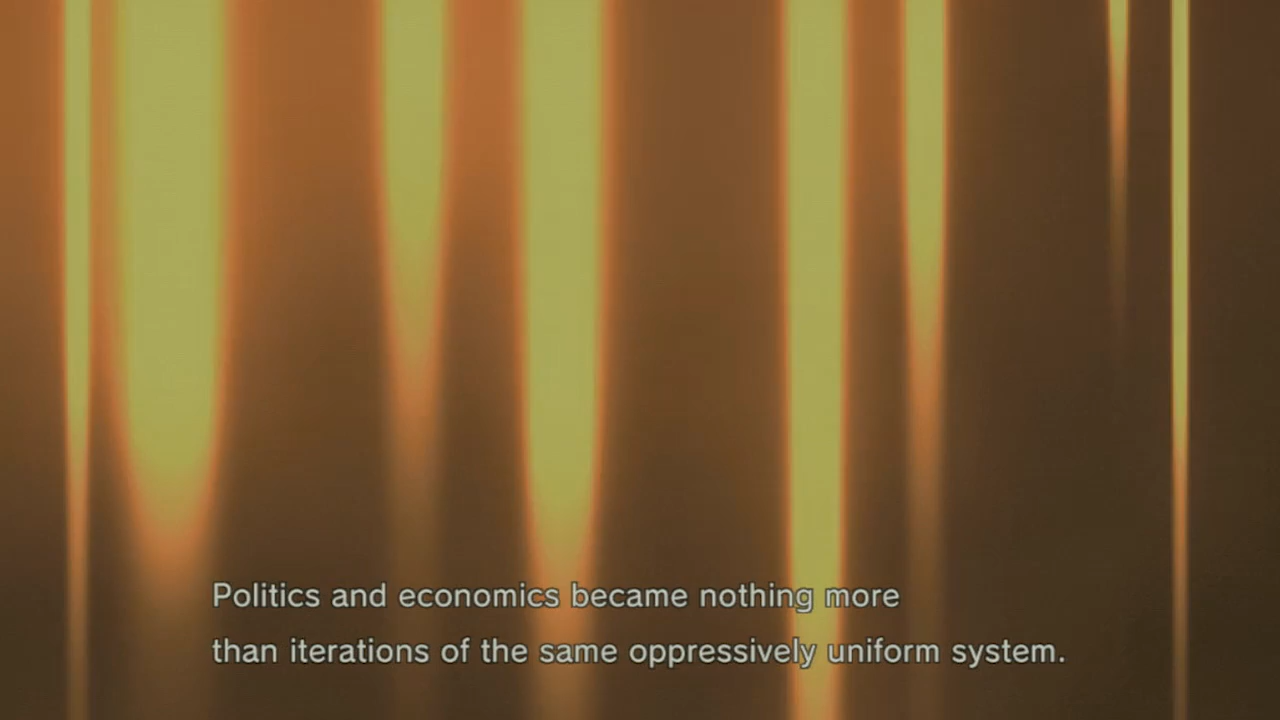 Politics and economics became nothing more
than iterations of the same oppressively uniform system.